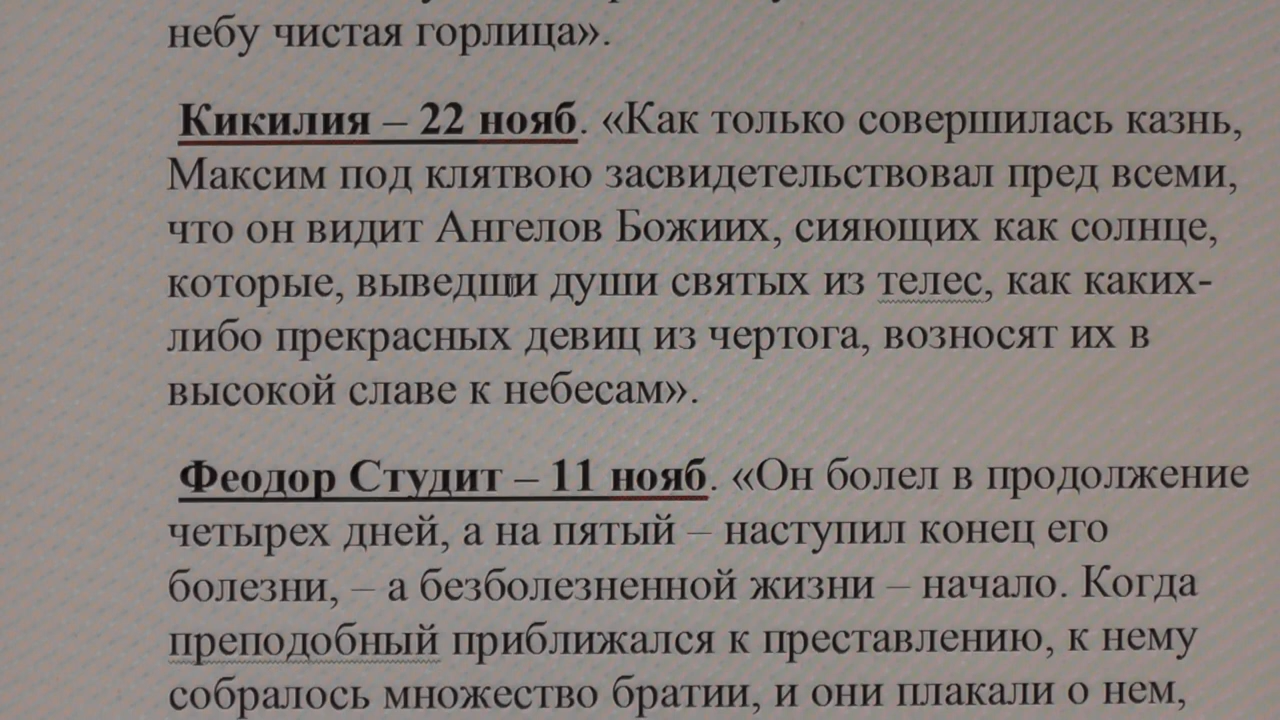 небу чистая горлица».
Кикилия – 22 нояб. «Как только совершилась казнь,
Максим под клятвою засвидетельствовал пред всеми,
что он видит Ангелов Божиих, сияющих как солнце,
которые, выведши души святых из телес, как каких-
либо прекрасных девиц из чертога, возносят их в
высокой славе к небесам».
Феодор Студит – 11 нояб. «Он болел в продолжение
четырех дней, а на пятый – наступил конец его
болезни, – а безболезненной жизни – начало. Когда
преподобный приближался к преставлению, к нему
собралось множество братии, и они плакали о нем,